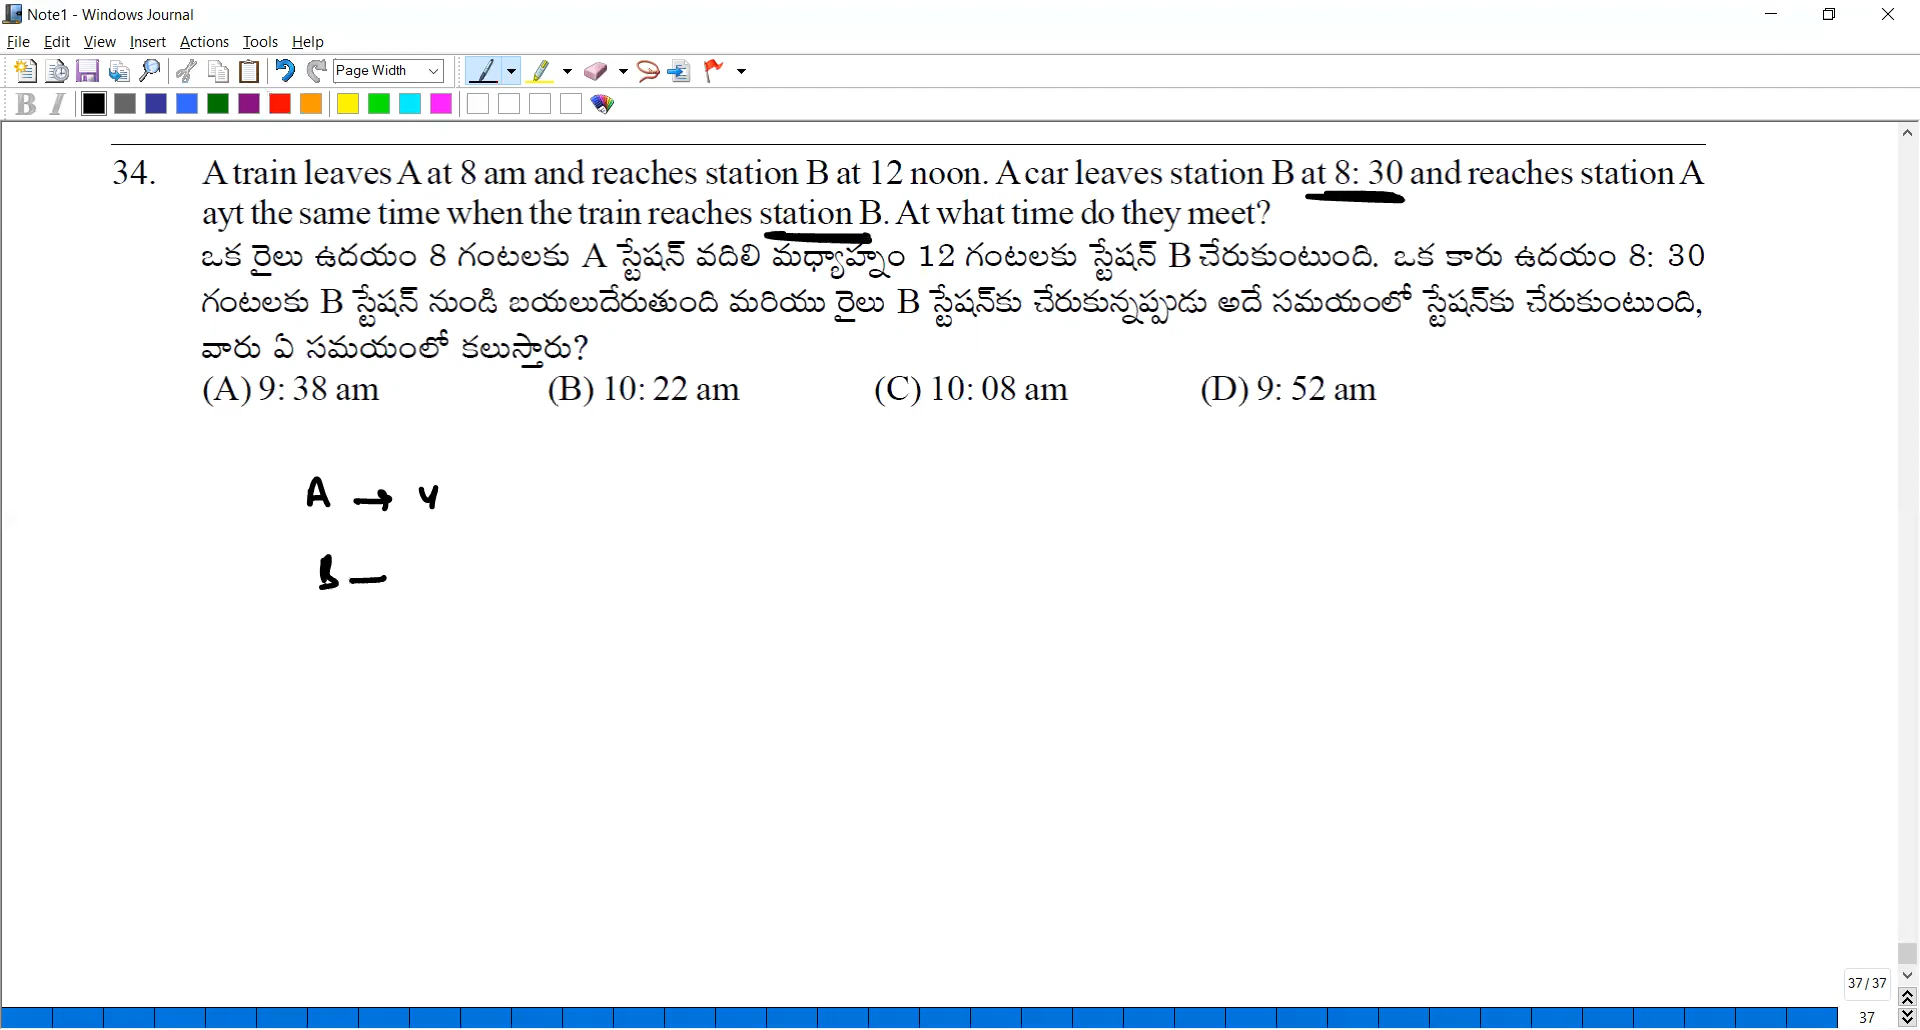 Note1 - Windows Journal
File Edit View Insert Actions Tools Help
Page Width
B I
34. A train leaves A at 8 am and reaches station B at 12 noon. A car leaves station B at 8: 30 and reaches station A
ayt the same time when the train reaches station B. At what time do they meet?
ఒక రైలు ఉదయం 8 గంటలకు A స్టేషన్ వదిలి మధ్యాహ్నం 12 గంటలకు స్టేషన్ B చేరుకుంటుంది. ఒక కారు ఉదయం 8: 30
గంటలకు B స్టేషన్ నుండి బయలుదేరుతుంది మరియు రైలు B స్టేషన్‌కు చేరుకున్నప్పుడు అదే సమయంలో స్టేషన్‌కు చేరుకుంటుంది,
వారు ఏ సమయంలో కలుస్తారు?
(A) 9: 38 am (B) 10: 22 am (C) 10: 08 am (D) 9: 52 am
A → 4
B —
37 / 37
37